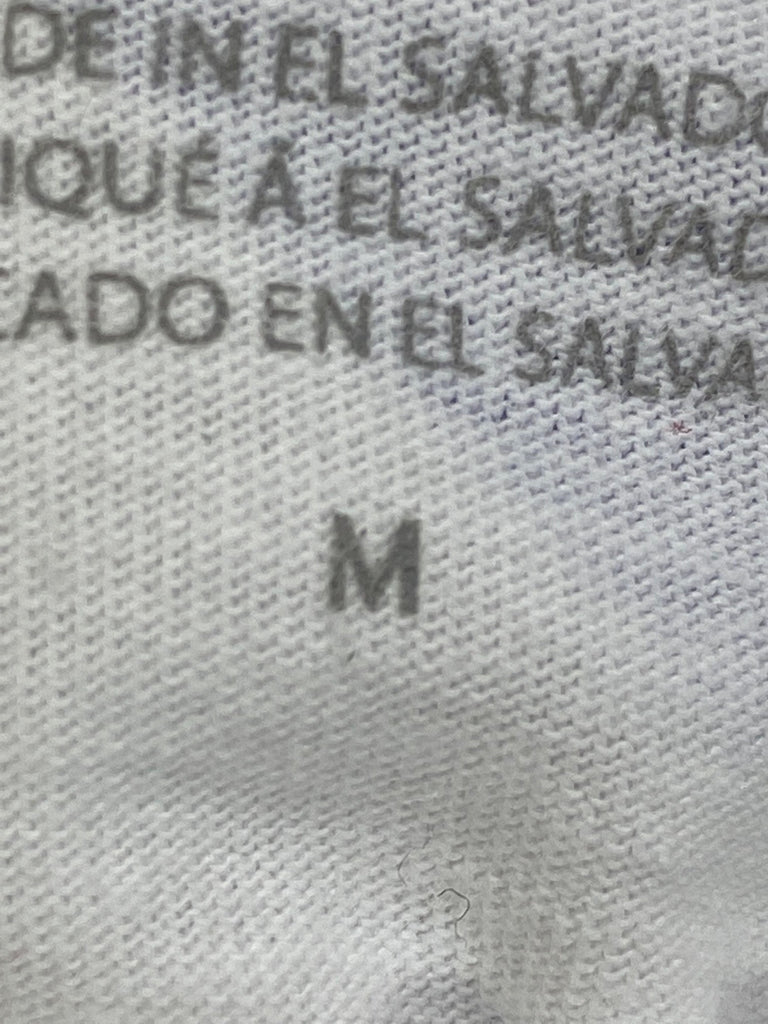 DE IN EL SALVADO
IQUÉ À EL SALVAD
CADO EN EL SALVA
M